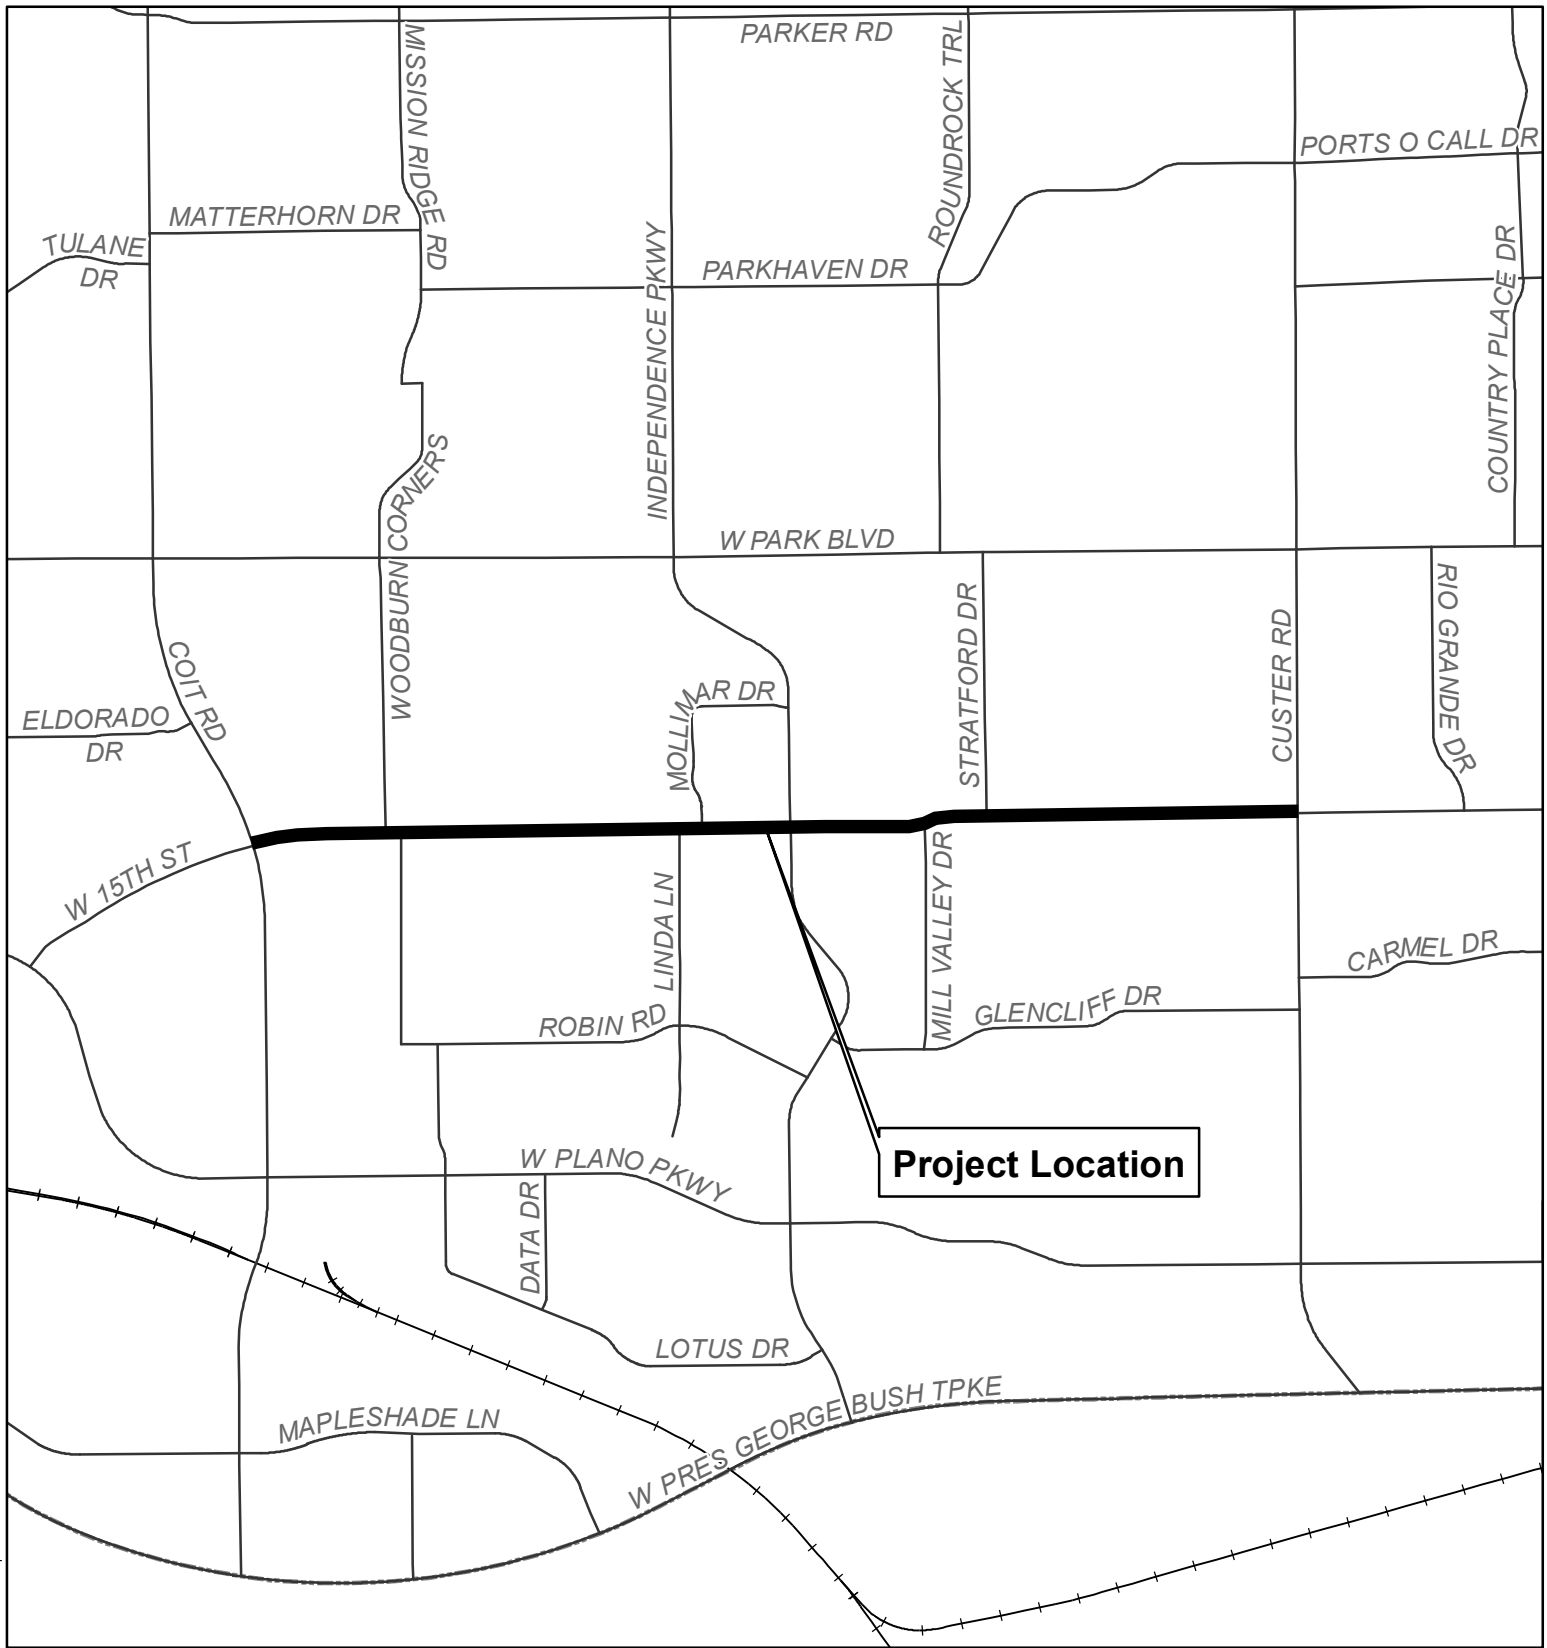 PARKER RD
MISSION RIDGE RD
ROUNDROCK TRL
PORTS O CALL DR
MATTERHORN DR
TULANE
DR
INDEPENDENCE PKWY
PARKHAVEN DR
COUNTRY PLACE DR
WOODBURN CORNERS
W PARK BLVD
COIT RD
STRATFORD DR
CUSTER RD
RIO GRANDE DR
ELDORADO
DR
MOLLIMAR DR
W 15TH ST
LINDA LN
MILL VALLEY DR
CARMEL DR
ROBIN RD
GLENCLIFF DR
Project Location
W PLANO PKWY
DATA DR
LOTUS DR
MAPLESHADE LN
W PRES GEORGE BUSH TPKE